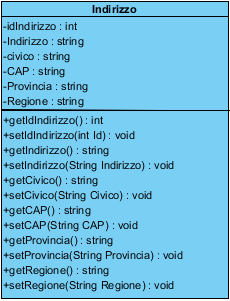 Indirizzo
-idIndirizzo : int
-Indirizzo : string
-civico : string
-CAP : string
-Provincia : string
-Regione : string
+getIdIndirizzo() : int
+setIdIndirizzo(int Id) : void
+getIndirizzo() : string
+setIndirizzo(String Indirizzo) : void
+getCivico() : string
+setCivico(String Civico) : void
+getCAP() : string
+setCAP(String CAP) : void
+getProvincia() : string
+setProvincia(String Provincia) : void
+getRegione() : string
+setRegione(String Regione) : void